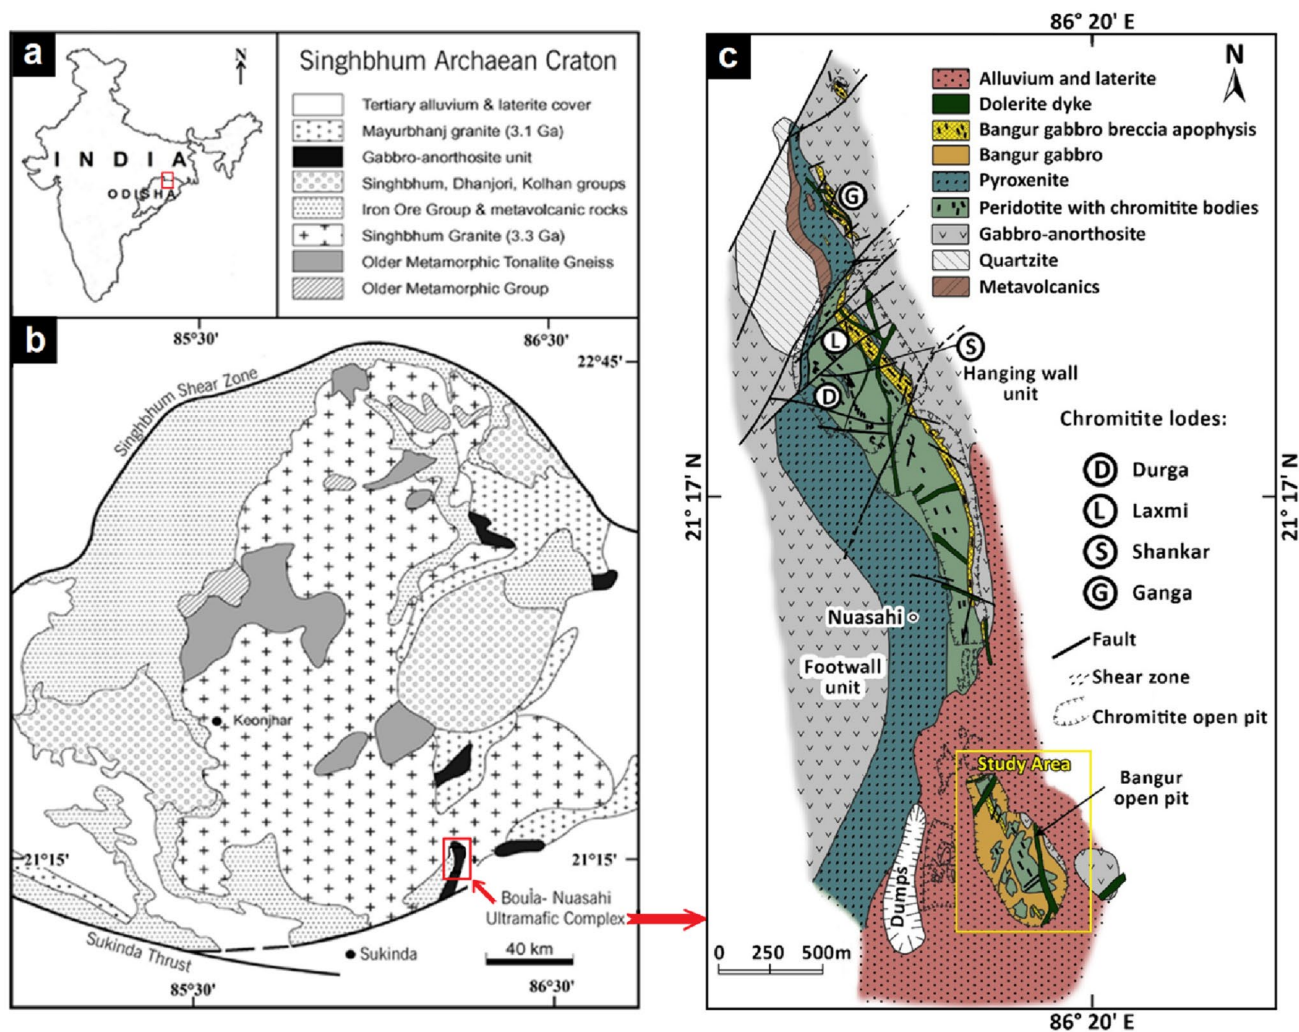 a
N
I N D I A
ODISHA
Singhbhum Archaean Craton
Tertiary alluvium & laterite cover
Mayurbhanj granite (3.1 Ga)
Gabbro-anorthosite unit
Singhbhum, Dhanjori, Kolhan groups
Iron Ore Group & metavolcanic rocks
Singhbhum Granite (3.3 Ga)
Older Metamorphic Tonalite Gneiss
Older Metamorphic Group
b
85°30'
86°30'
22°45'
Singhbhum Shear Zone
Keonjhar
21°15'
21°15'
Boula- Nuasahi
Ultramafic Complex
Sukinda Thrust
Sukinda
40 km
85°30'
86°30'
86° 20' E
c
N
Alluvium and laterite
Dolerite dyke
Bangur gabbro breccia apophysis
Bangur gabbro
Pyroxenite
Peridotite with chromitite bodies
Gabbro-anorthosite
Quartzite
Metavolcanics
G
L
S
Hanging wall
unit
D
Chromitite lodes:
D Durga
L Laxmi
S Shankar
G Ganga
21° 17' N
21° 17' N
Nuasahi
Fault
Footwall
unit
Shear zone
Chromitite open pit
Study Area
Bangur
open pit
Dumps
0 250 500m
86° 20' E